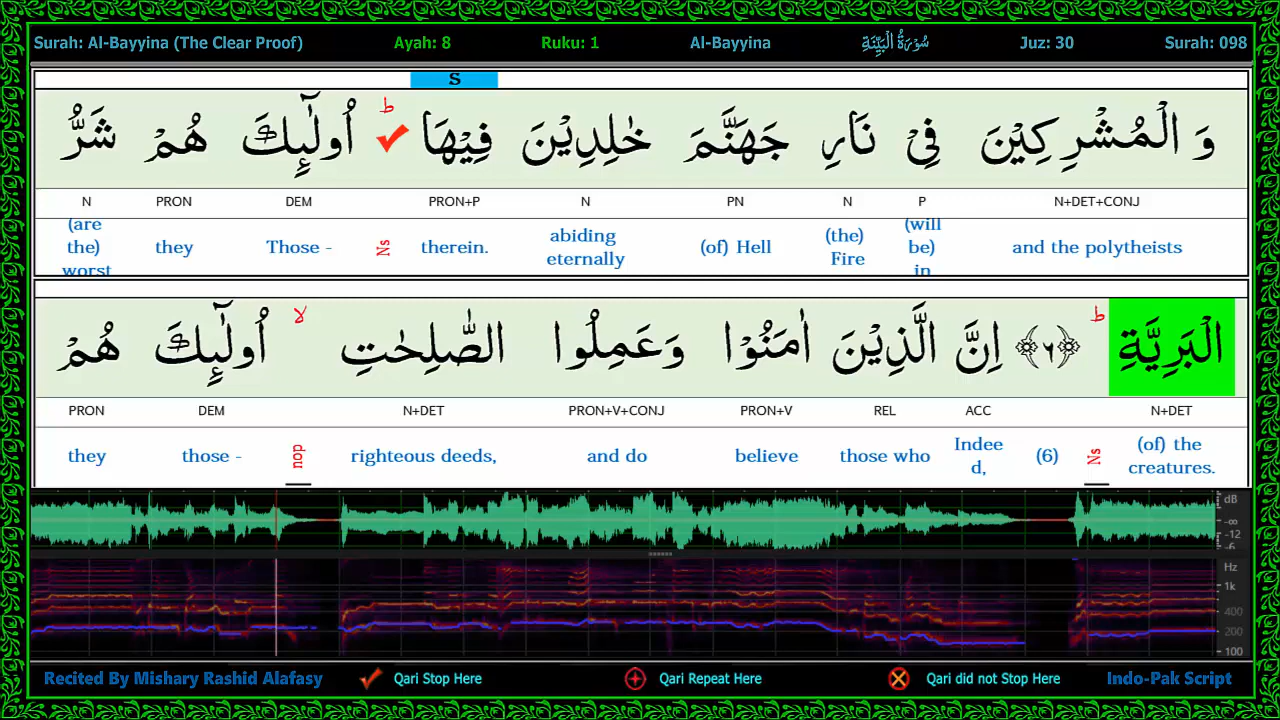 Surah: Al-Bayyina (The Clear Proof) Ayah: 8 Ruku: 1 Al-Bayyina سُوْرَةُ الْبَيِّنَةِ Juz: 30 Surah: 098
S
وَ الْمُشْرِكِيْنَ فِيْ نَارِ جَهَنَّمَ خٰلِدِيْنَ فِيْهَا ؕ اُولٰٓىِٕكَ هُمْ شَرُّ
N PRON DEM PRON+P N PN N P N+DET+CONJ
(are the) worst they Those - Ns therein. abiding eternally (of) Hell (the) Fire (will be) in and the polytheists
الْبَرِيَّةِ ؕ ﴿۶﴾ اِنَّ الَّذِيْنَ اٰمَنُوْا وَعَمِلُوا الصّٰلِحٰتِ ۙ اُولٰٓىِٕكَ هُمْ
PRON DEM N+DET PRON+V+CONJ PRON+V REL ACC N+DET
they those - nop righteous deeds, and do believe those who Indeed, (6) Ns (of) the creatures.
dB
-∞
-12
-6
Hz
1k
400
200
100
Recited By Mishary Rashid Alafasy Qari Stop Here Qari Repeat Here Qari did not Stop Here Indo-Pak Script